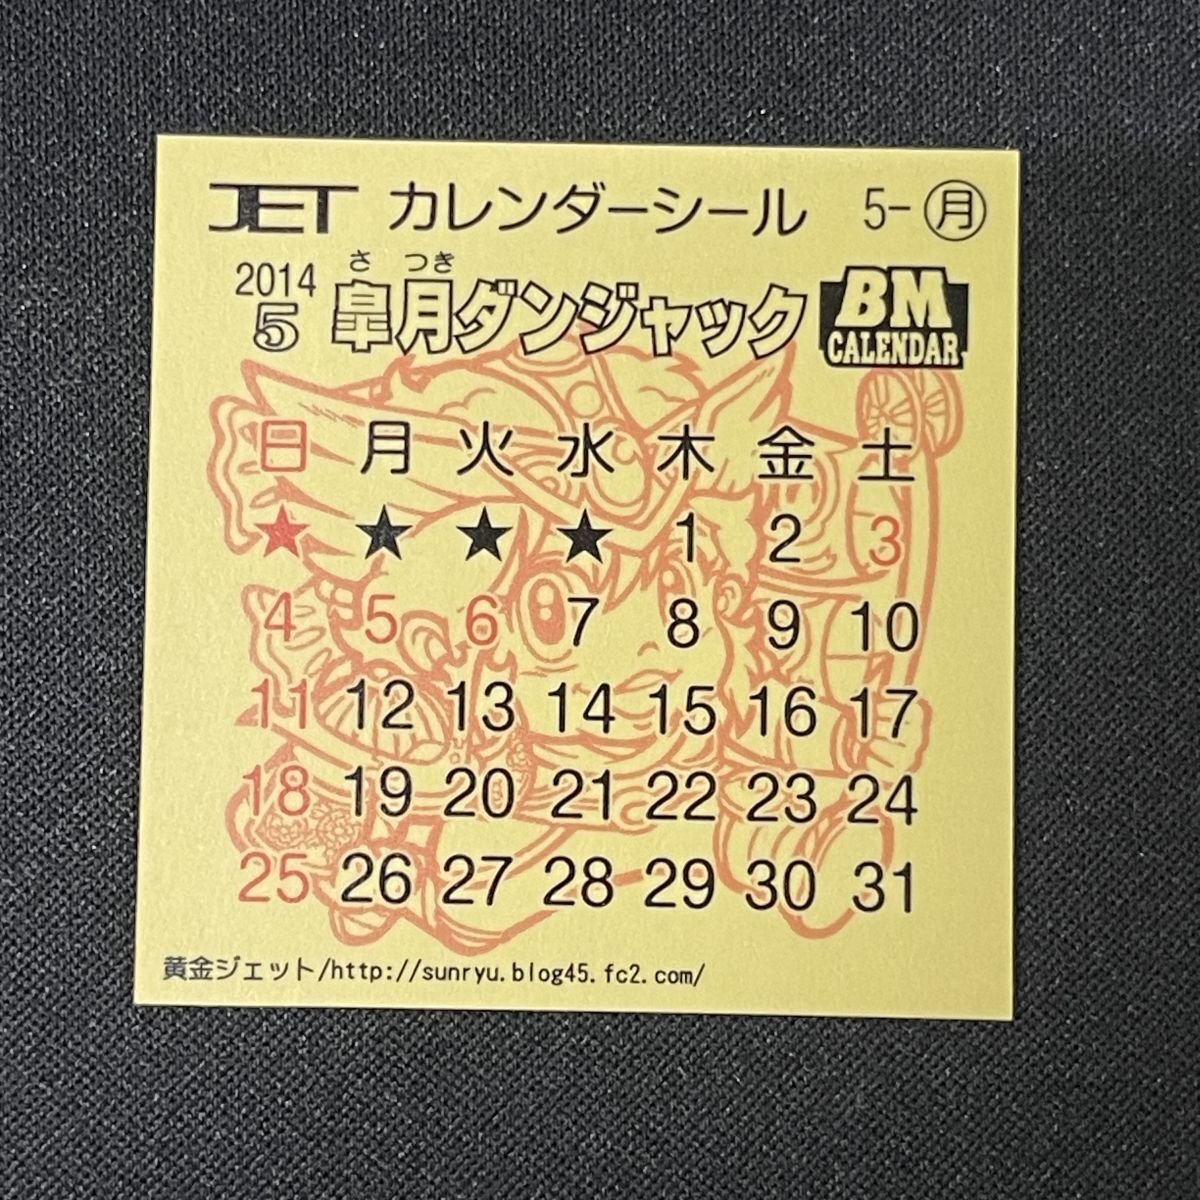 JET カレンダーシール 5-㊊
さ つき
2014
5 皐月ダンジャック
BM
CALENDAR
日 月 火 水 木 金 土
★ ★ ★ ★ 1 2 3
4 5 6 7 8 9 10
11 12 13 14 15 16 17
18 19 20 21 22 23 24
25 26 27 28 29 30 31
黄金ジェット/http://sunryu.blog45.fc2.com/